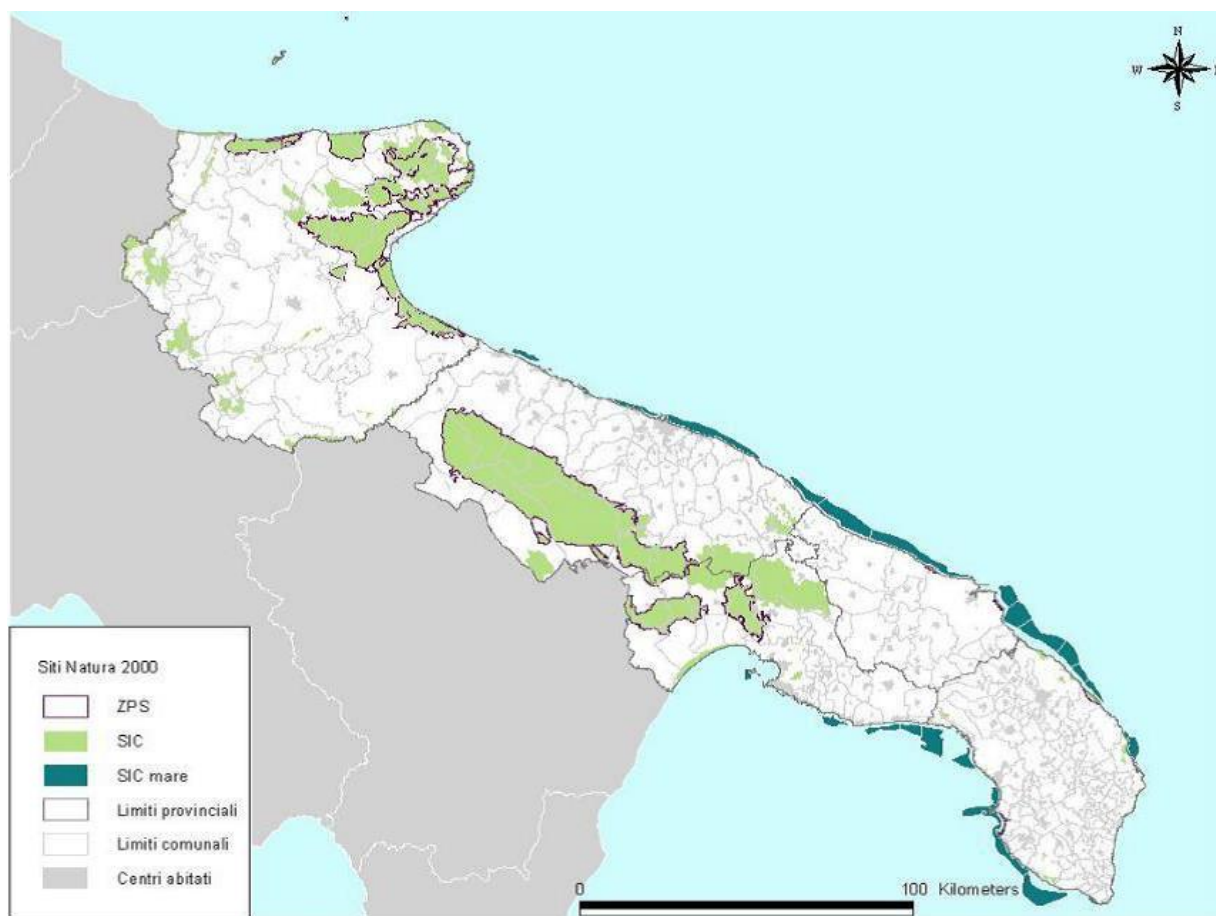 N
W
S
Siti Natura 2000
ZPS
SIC
SIC mare
Limiti provinciali
Limiti comunali
Centri abitati
0
100 Kilometers